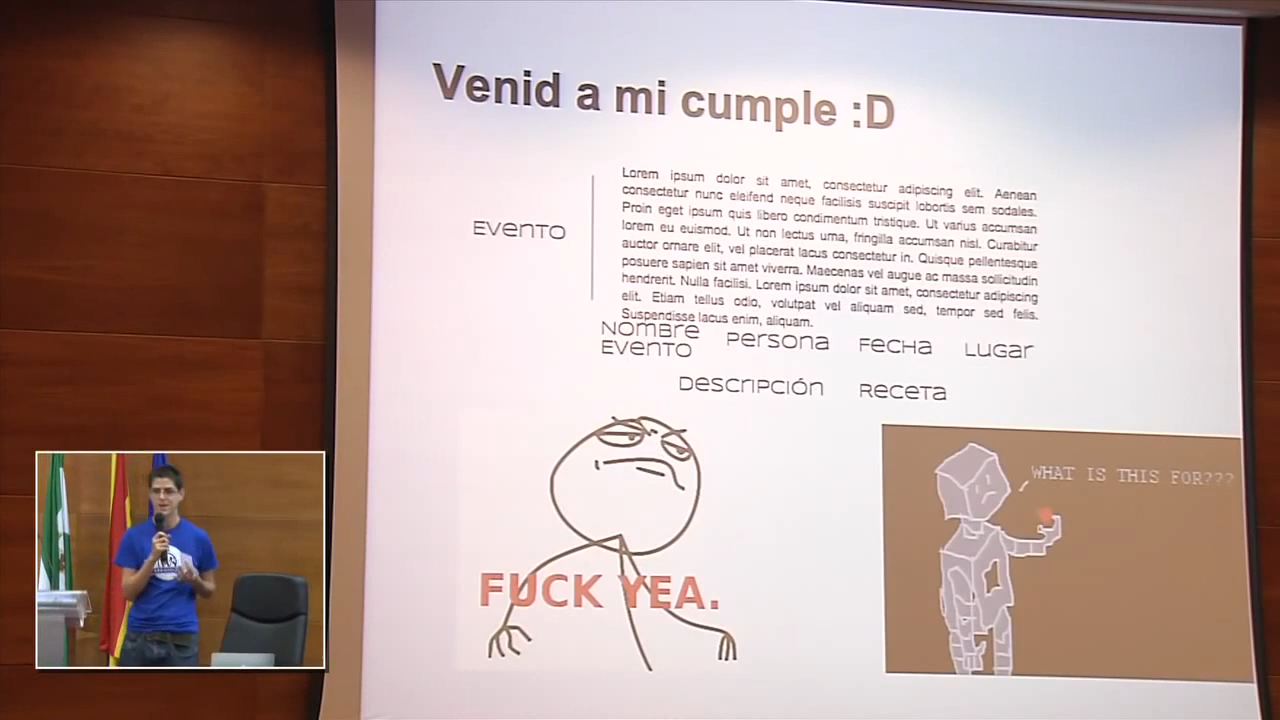 Venid a mi cumple :D
Evento
Lorem ipsum dolor sit amet, consectetur adipiscing elit. Aenean
consectetur nunc eleifend neque facilisis suscipit lobortis sem sodales.
Proin eget ipsum quis libero condimentum tristique. Ut varius accumsan
lorem eu euismod. Ut non lectus urna, fringilla accumsan nisl. Curabitur
auctor ornare elit, vel placerat lacus consectetur in. Quisque pellentesque
posuere sapien sit amet viverra. Maecenas vel augue ac massa sollicitudin
hendrerit. Nulla facilisi. Lorem ipsum dolor sit amet, consectetur adipiscing
elit. Etiam tellus odio, volutpat vel aliquam sed, tempor sed felis.
Suspendisse lacus enim, aliquam.
Nombre
Evento
Persona
Fecha
Lugar
Descripción
Receta
FUCK YEA.
WHAT IS THIS FOR???